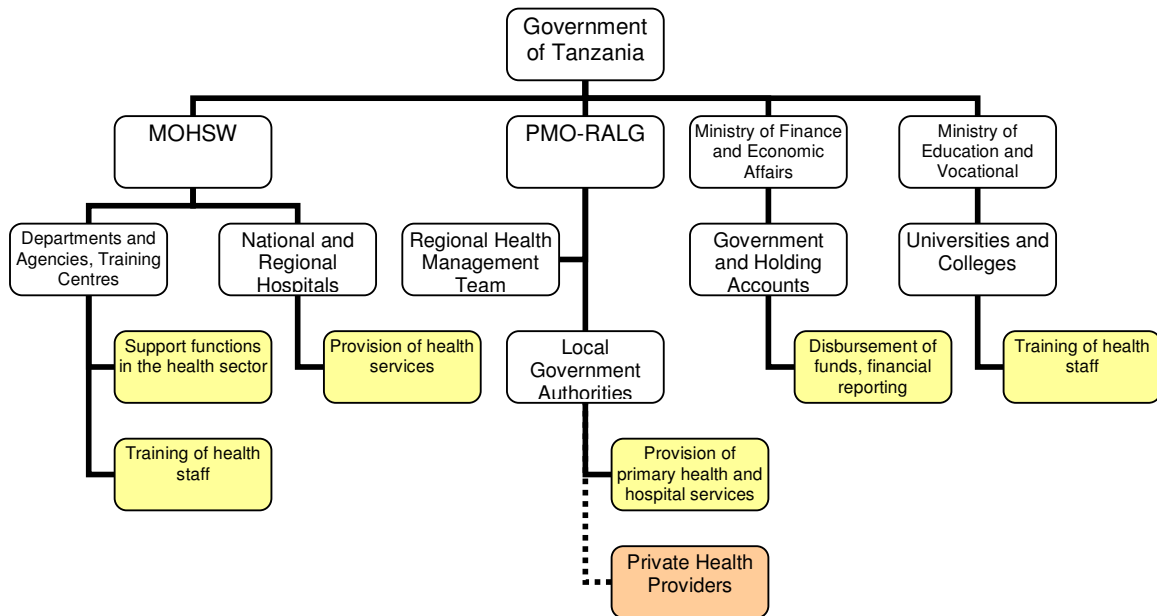 Government
of Tanzania
MOHSW
PMO-RALG
Ministry of Finance
and Economic
Affairs
Ministry of
Education and
Vocational
Departments and
Agencies, Training
Centres
National and
Regional
Hospitals
Regional Health
Management
Team
Government
and Holding
Accounts
Universities and
Colleges
Support functions
in the health sector
Provision of health
services
Local
Government
Authorities
Disbursement of
funds, financial
reporting
Training of health
staff
Training of health
staff
Provision of
primary health and
hospital services
Private Health
Providers